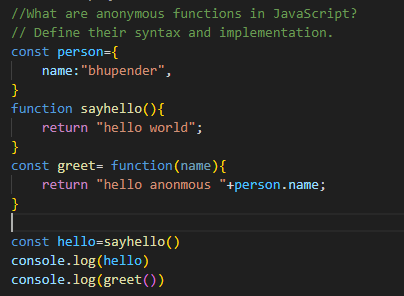 //What are anonymous functions in JavaScript?
// Define their syntax and implementation.
const person={
    name:"bhupender",
}
function sayhello(){
    return "hello world";
}
const greet= function(name){
    return "hello anonmous "+person.name;
}
const hello=sayhello()
console.log(hello)
console.log(greet())